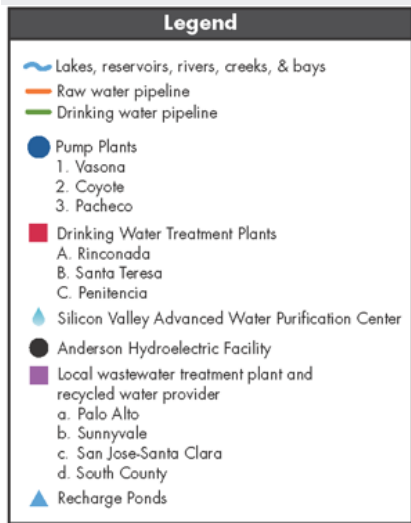 Legend
Lakes, reservoirs, rivers, creeks, & bays
Raw water pipeline
Drinking water pipeline
Pump Plants
1. Vasona
2. Coyote
3. Pacheco
Drinking Water Treatment Plants
A. Rinconada
B. Santa Teresa
C. Penitencia
Silicon Valley Advanced Water Purification Center
Anderson Hydroelectric Facility
Local wastewater treatment plant and
recycled water provider
a. Palo Alto
b. Sunnyvale
c. San Jose-Santa Clara
d. South County
Recharge Ponds